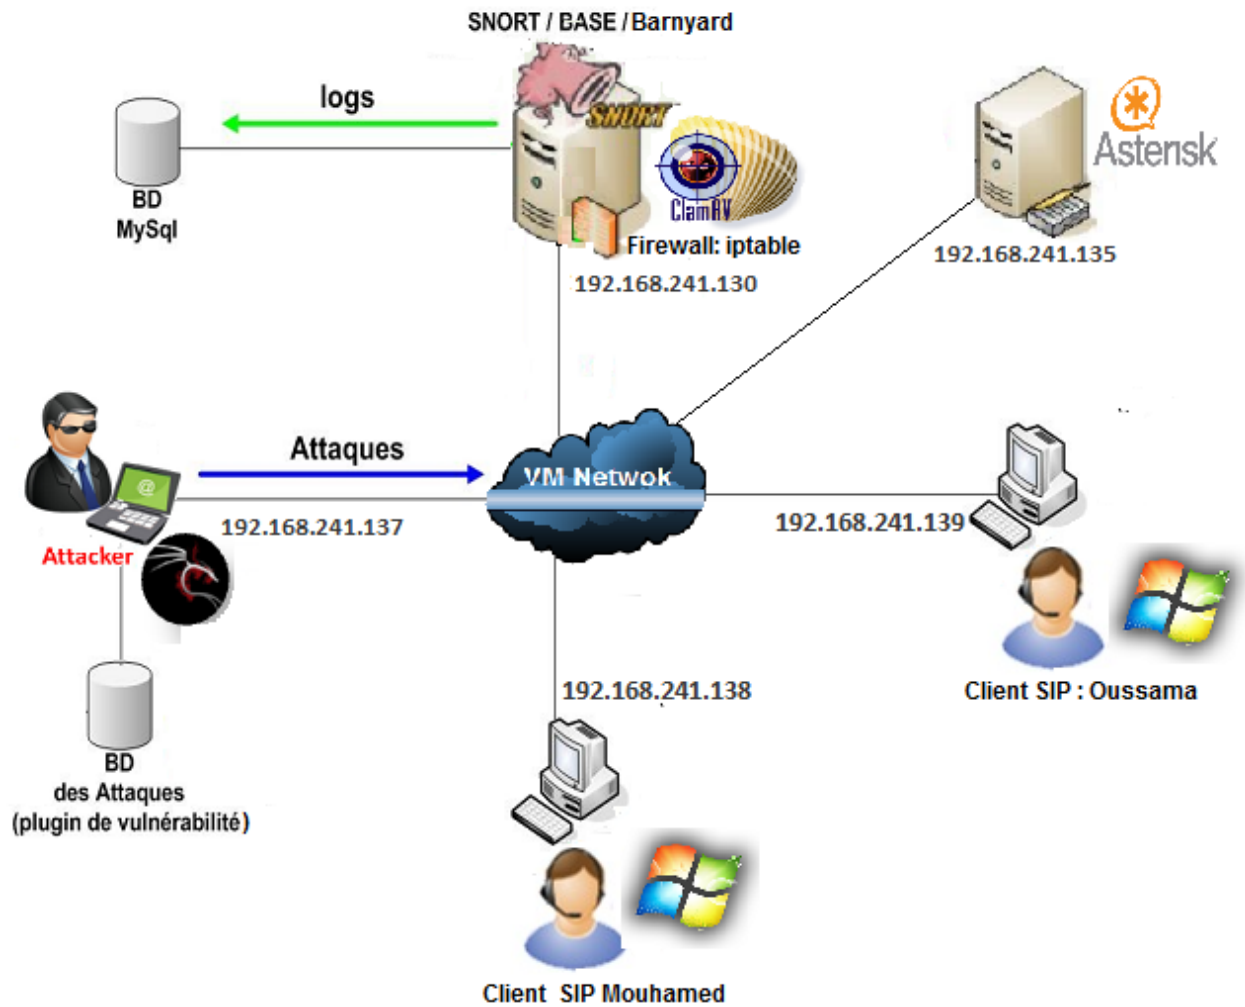 SNORT / BASE / Barnyard
logs
SNORT
ClamAV
Asterisk
BD
MySql
Firewall: iptable
192.168.241.130
192.168.241.135
Attaques
VM Netwok
@
192.168.241.137
192.168.241.139
Attacker
192.168.241.138
Client SIP : Oussama
BD
des Attaques
(plugin de vulnérabilité)
Client SIP Mouhamed